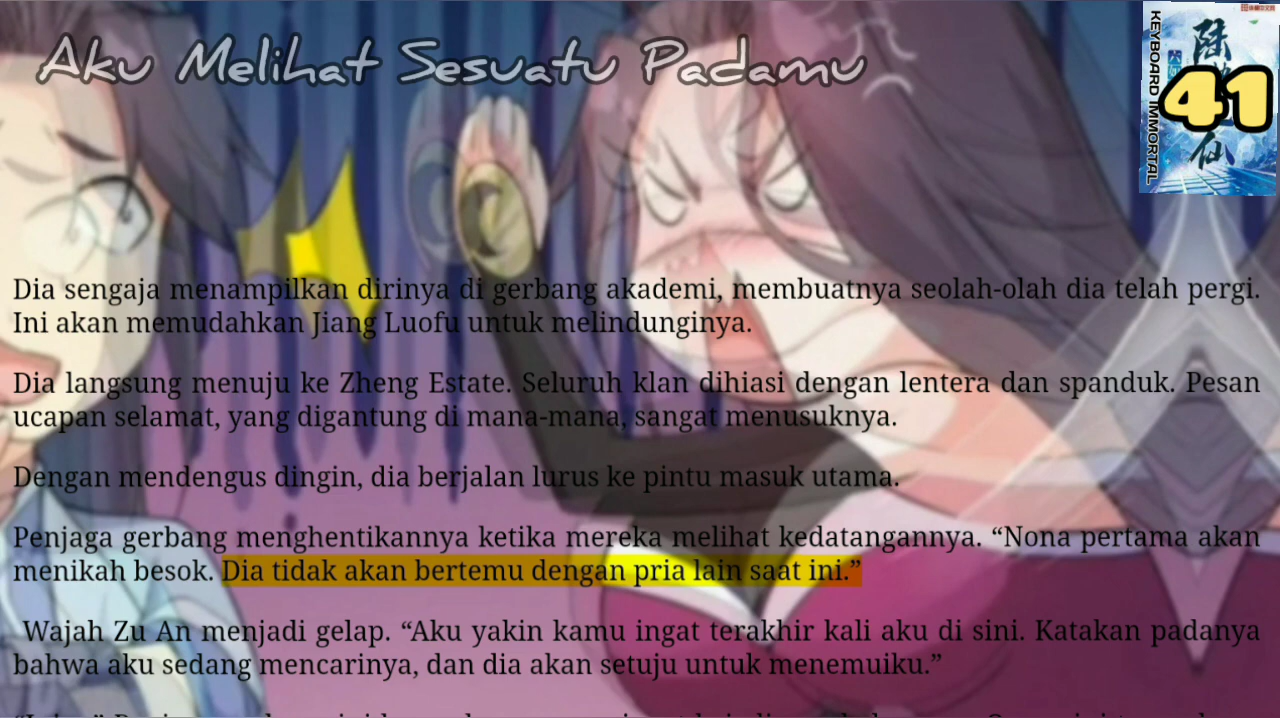 Aku Melihat Sesuatu Padamu
KEYBOARD IMMORTAL
41
Dia sengaja menampilkan dirinya di gerbang akademi, membuatnya seolah-olah dia telah pergi.
Ini akan memudahkan Jiang Luofu untuk melindunginya.
Dia langsung menuju ke Zheng Estate. Seluruh klan dihiasi dengan lentera dan spanduk. Pesan
ucapan selamat, yang digantung di mana-mana, sangat menusuknya.
Dengan mendengus dingin, dia berjalan lurus ke pintu masuk utama.
Penjaga gerbang menghentikannya ketika mereka melihat kedatangannya. “Nona pertama akan
menikah besok. Dia tidak akan bertemu dengan pria lain saat ini.”
Wajah Zu An menjadi gelap. “Aku yakin kamu ingat terakhir kali aku di sini. Katakan padanya
bahwa aku sedang mencarinya, dan dia akan setuju untuk menemuiku.”